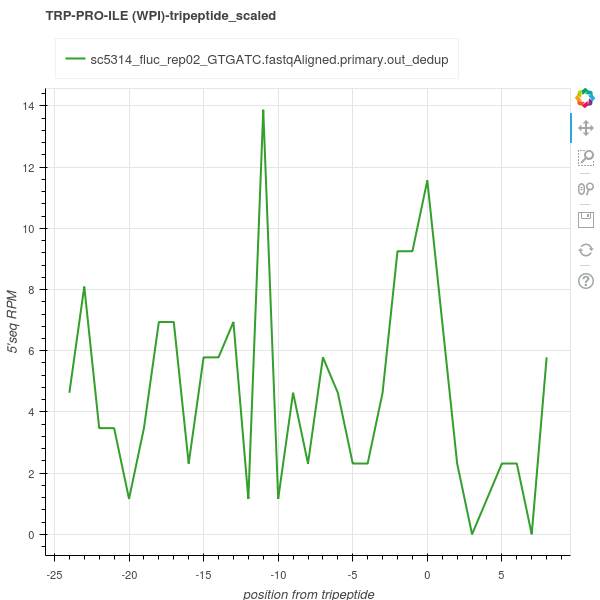 TRP-PRO-ILE (WPI)-tripeptide_scaled
sc5314_fluc_rep02_GTGATC.fastqAligned.primary.out_dedup
14
12
10
8
6
4
2
0
5'seq RPM
-25 -20 -15 -10 -5 0 5
position from tripeptide